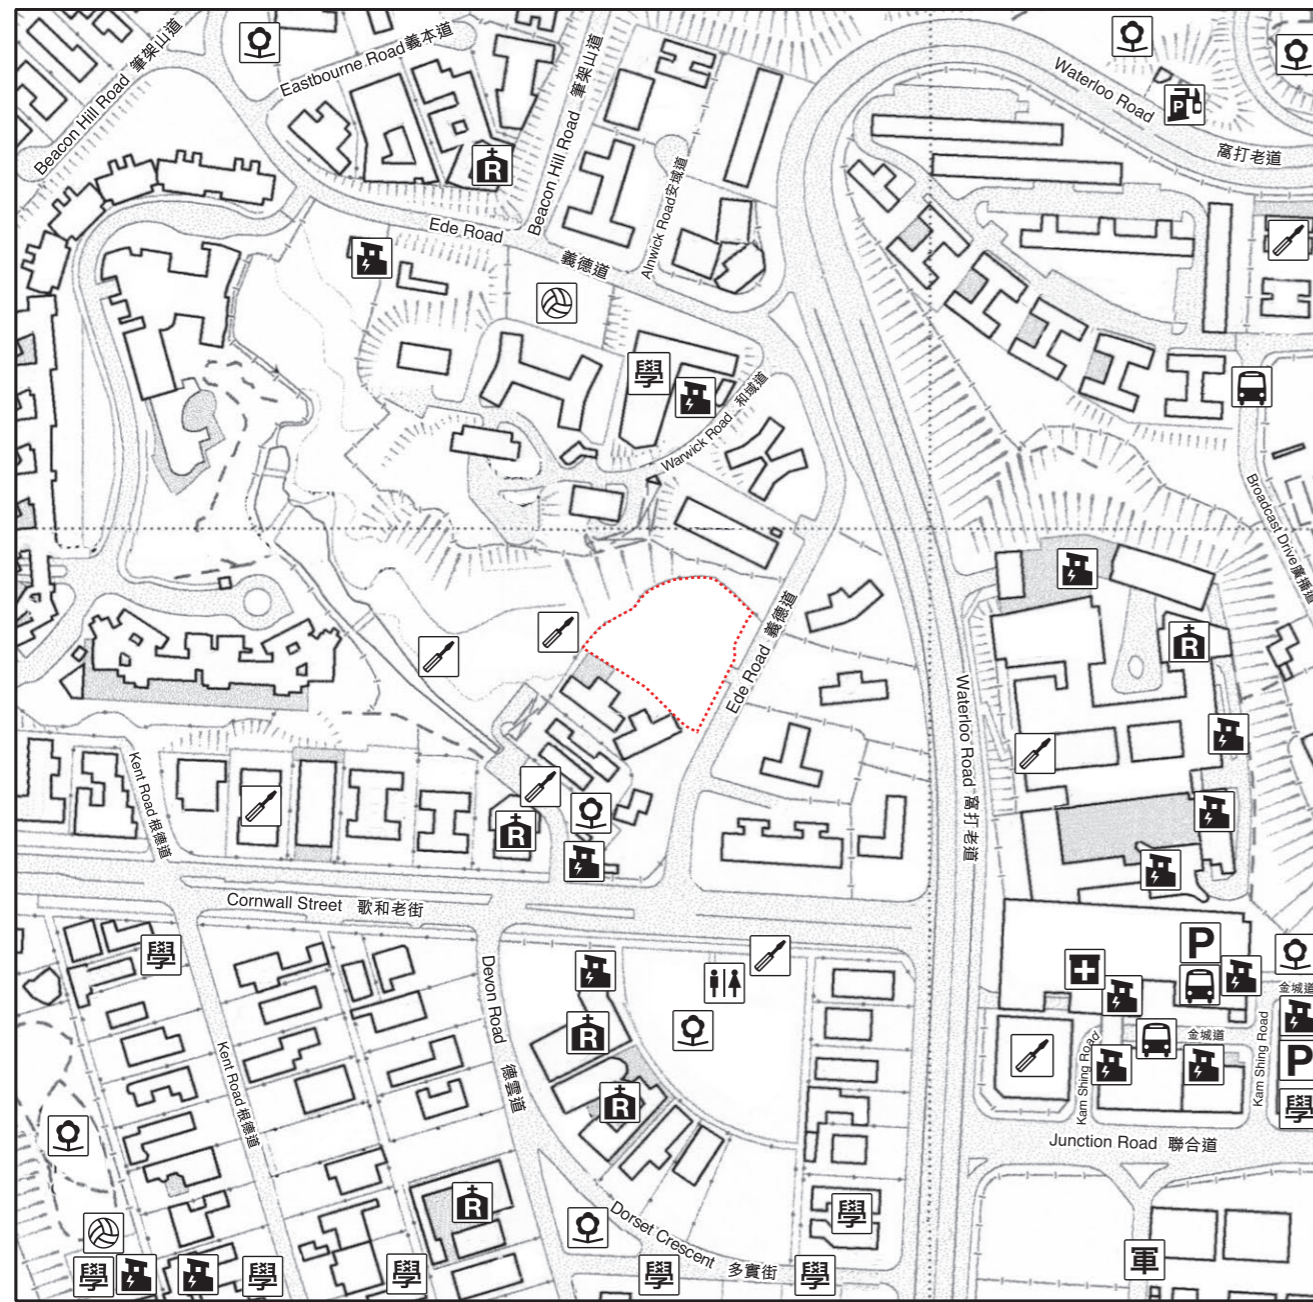 Beacon Hill Road 筆架山道
Eastbourne Road 義本道
Beacon Hill Road 筆架山道
Waterloo Road
P
窩打老道
R
Ede Road
義德道
Alnwick Road 安域道
學
Warwick Road 和域道
Broadcast Drive 廣播道
Ede Road 義德道
R
Waterloo Road 窩打老道
Kent Road 根德道
R
Cornwall Street 歌和老街
學
Devon Road 德雲道
P
金城道
R
Kam Shing Road
金城道
Kam Shing Road
P
學
Kent Road 根德道
R
Junction Road 聯合道
R
學
Dorset Crescent 多實街
軍
學
學
學
學
學